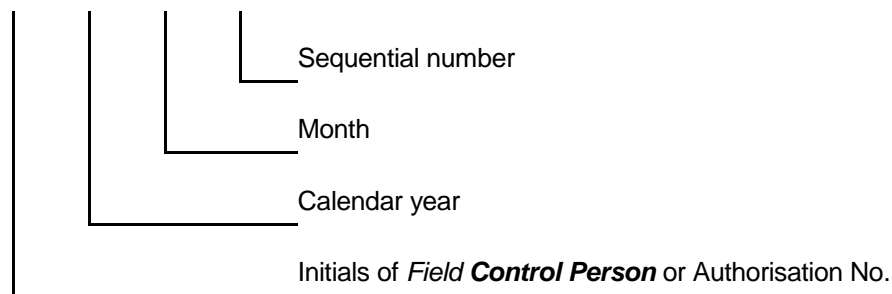 Sequential number
Month
Calendar year
Initials of Field Control Person or Authorisation No.